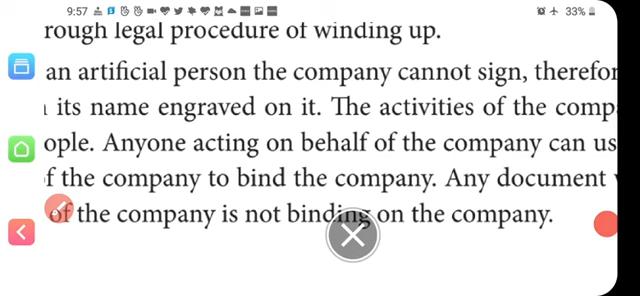 9:57 33%
rough legal procedure of winding up.
an artificial person the company cannot sign, therefor
its name engraved on it. The activities of the comp
ople. Anyone acting on behalf of the company can us
f the company to bind the company. Any document
of the company is not binding on the company.